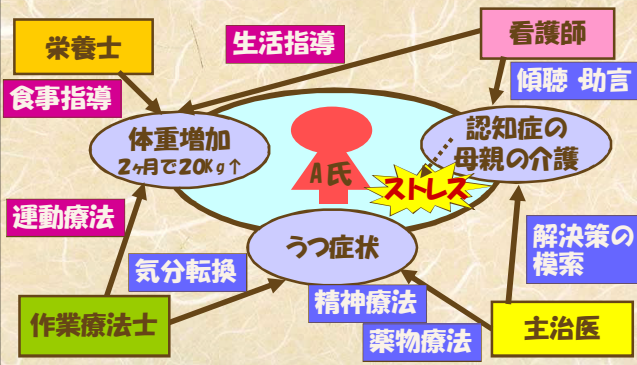 栄養士
生活指導
看護師
食事指導
傾聴・助言
体重増加
2ヶ月で20Kg↑
認知症の
母親の介護
A氏
ストレス
運動療法
うつ症状
解決策の
模索
気分転換
精神療法
作業療法士
薬物療法
主治医